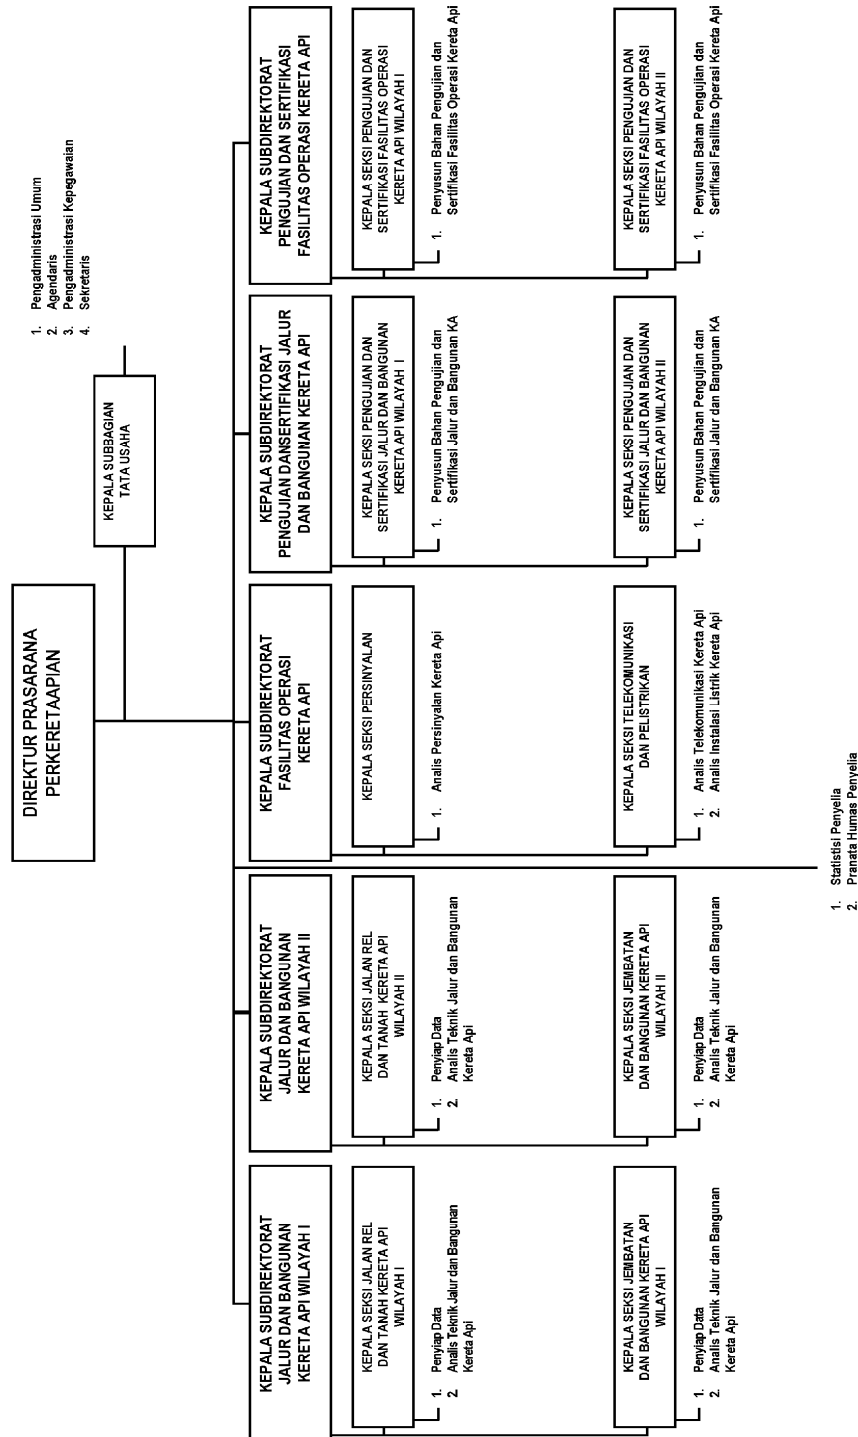 DIREKTUR PRASARANA
PERKERETAAPIAN
KEPALA SUBBAGIAN
TATA USAHA
1. Pengadministrasi Umum
2. Agendaris
3. Pengadministrasi Kepegawaian
4. Sekretaris
KEPALA SUBDIREKTORAT
JALUR DAN BANGUNAN
KERETA API WILAYAH I
KEPALA SEKSI JALAN REL
DAN TANAH KERETA API
WILAYAH I
1. Penyiap Data
2. Analis Teknik Jalur dan Bangunan
Kereta Api
KEPALA SEKSI JEMBATAN
DAN BANGUNAN KERETA API
WILAYAH I
1. Penyiap Data
2. Analis Teknik Jalur dan Bangunan
Kereta Api
KEPALA SUBDIREKTORAT
JALUR DAN BANGUNAN
KERETA API WILAYAH II
KEPALA SEKSI JALAN REL
DAN TANAH KERETA API
WILAYAH II
1. Penyiap Data
2. Analis Teknik Jalur dan Bangunan
Kereta Api
KEPALA SEKSI JEMBATAN
DAN BANGUNAN KERETA API
WILAYAH II
1. Penyiap Data
2. Analis Teknik Jalur dan Bangunan
Kereta Api
KEPALA SUBDIREKTORAT
FASILITAS OPERASI
KERETA API
KEPALA SEKSI PERSINYALAN
1. Analis Persinyalan Kereta Api
KEPALA SEKSI TELEKOMUNIKASI
DAN PELISTRIKAN
1. Analis Telekomunikasi Kereta Api
2. Analis Instalasi Listrik Kereta Api
KEPALA SUBDIREKTORAT
PENGUJIAN DANSERTIFIKASI JALUR
DAN BANGUNAN KERETA API
KEPALA SEKSI PENGUJIAN DAN
SERTIFIKASI JALUR DAN BANGUNAN
KERETA API WILAYAH I
1. Penyusun Bahan Pengujian dan
Sertifikasi Jalur dan Bangunan KA
KEPALA SEKSI PENGUJIAN DAN
SERTIFIKASI JALUR DAN BANGUNAN
KERETA API WILAYAH II
1. Penyusun Bahan Pengujian dan
Sertifikasi Jalur dan Bangunan KA
KEPALA SUBDIREKTORAT
PENGUJIAN DAN SERTIFIKASI
FASILITAS OPERASI KERETA API
KEPALA SEKSI PENGUJIAN DAN
SERTIFIKASI FASILITAS OPERASI
KERETA API WILAYAH I
1. Penyusun Bahan Pengujian dan
Sertifikasi Fasilitas Operasi Kereta Api
KEPALA SEKSI PENGUJIAN DAN
SERTIFIKASI FASILITAS OPERASI
KERETA API WILAYAH II
1. Penyusun Bahan Pengujian dan
Sertifikasi Fasilitas Operasi Kereta Api
1. Statistisi Penyelia
2. Pranata Humas Penyelia